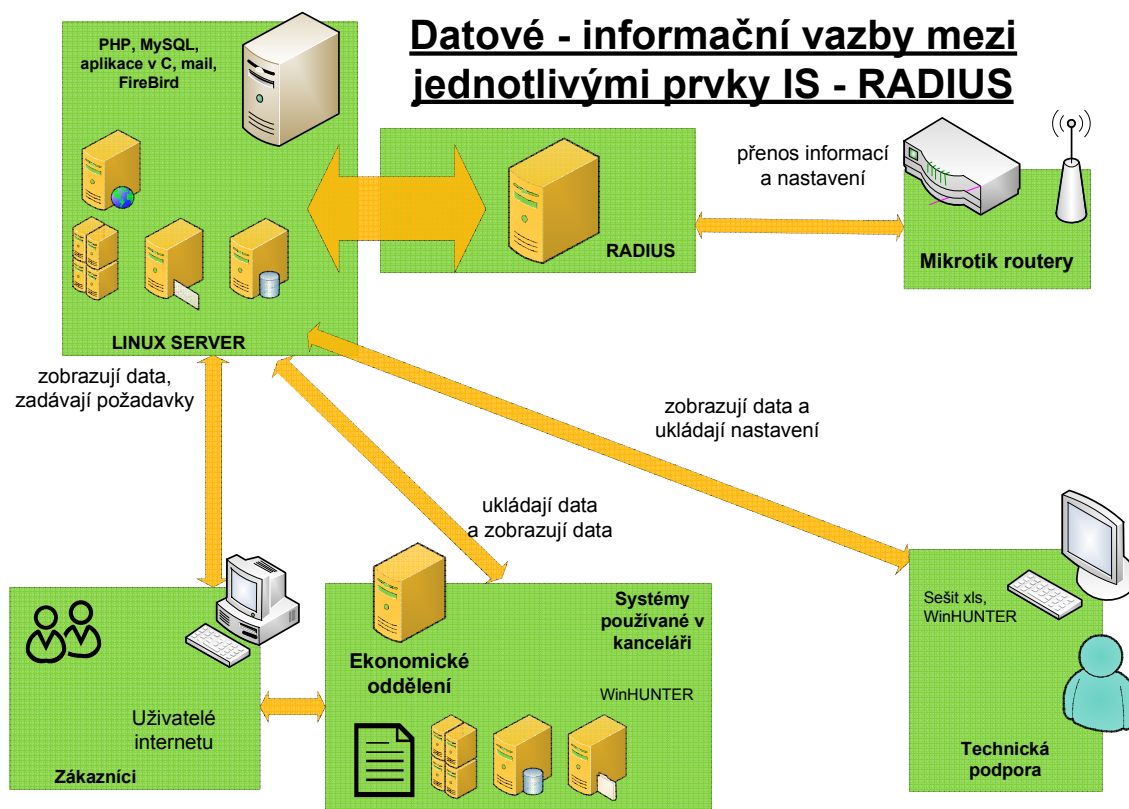 Datové - informační vazby mezi
jednotlivými prvky IS - RADIUS
PHP, MySQL,
aplikace v C, mail,
FireBird
LINUX SERVER
RADIUS
přenos informací
a nastavení
Mikrotik routery
zobrazují data,
zadávají požadavky
zobrazují data a
ukládají nastavení
ukládají data
a zobrazují data
Uživatelé
internetu
Zákazníci
Ekonomické
oddělení
Systémy
používané v
kanceláři
WinHUNTER
Sešit xls,
WinHUNTER
Technická
podpora